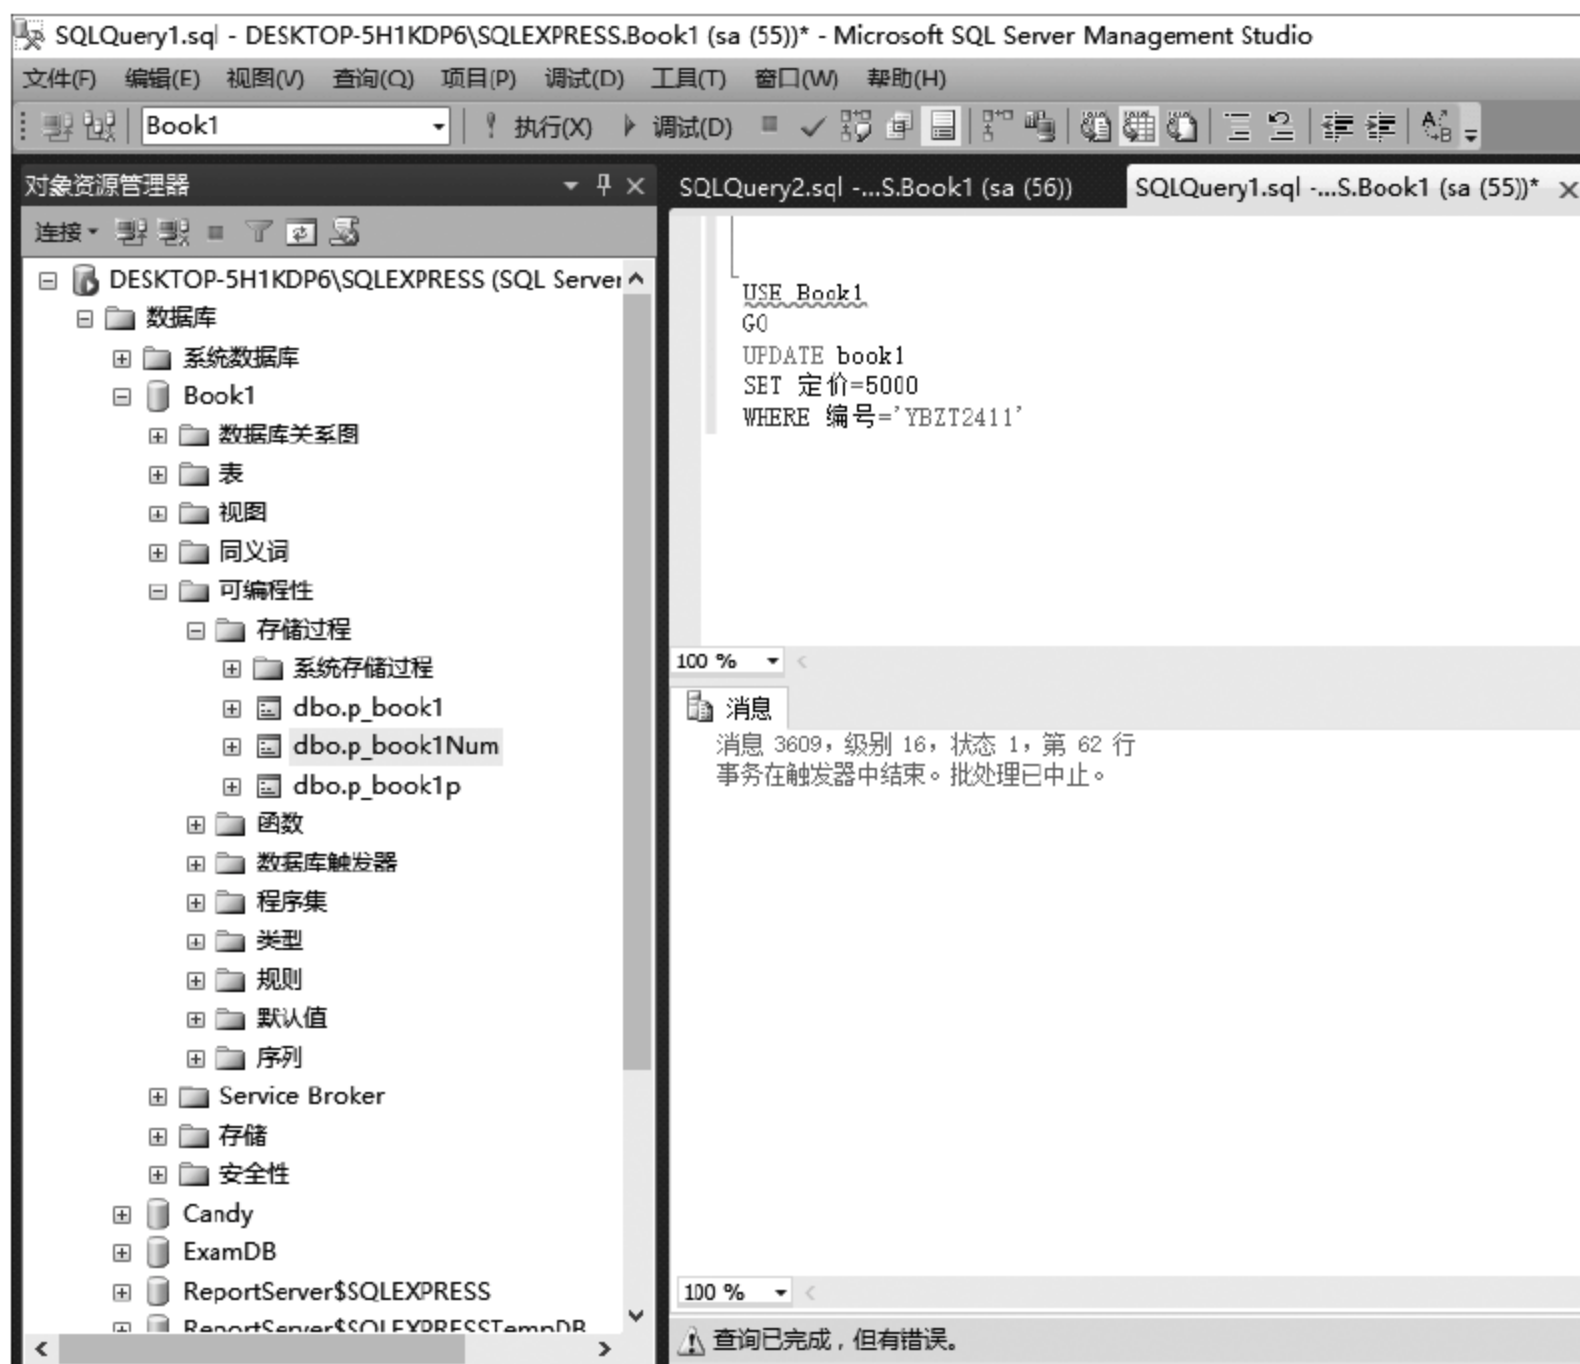 SQLQuery1.sql - DESKTOP-5H1KDP6\SQLEXPRESS.Book1 (sa (55))* - Microsoft SQL Server Management Studio
文件(F) 编辑(E) 视图(V) 查询(Q) 项目(P) 调试(D) 工具(T) 窗口(W) 帮助(H)
Book1 执行(X) 调试(D)
对象资源管理器
连接
DESKTOP-5H1KDP6\SQLEXPRESS (SQL Server
数据库
系统数据库
Book1
数据库关系图
表
视图
同义词
可编程性
存储过程
系统存储过程
dbo.p_book1
dbo.p_book1Num
dbo.p_book1p
函数
数据库触发器
程序集
类型
规则
默认值
序列
Service Broker
存储
安全性
Candy
ExamDB
ReportServer$SQLEXPRESS
ReportServer$SQLEXPRESSTempDB
SQLQuery2.sql -...S.Book1 (sa (56)) SQLQuery1.sql -...S.Book1 (sa (55))*
USE Book1
GO
UPDATE book1
SET 定价=5000
WHERE 编号='YBZT2411'
100 %
消息
消息 3609，级别 16，状态 1，第 62 行
事务在触发器中结束。批处理已中止。
100 %
查询已完成，但有错误。